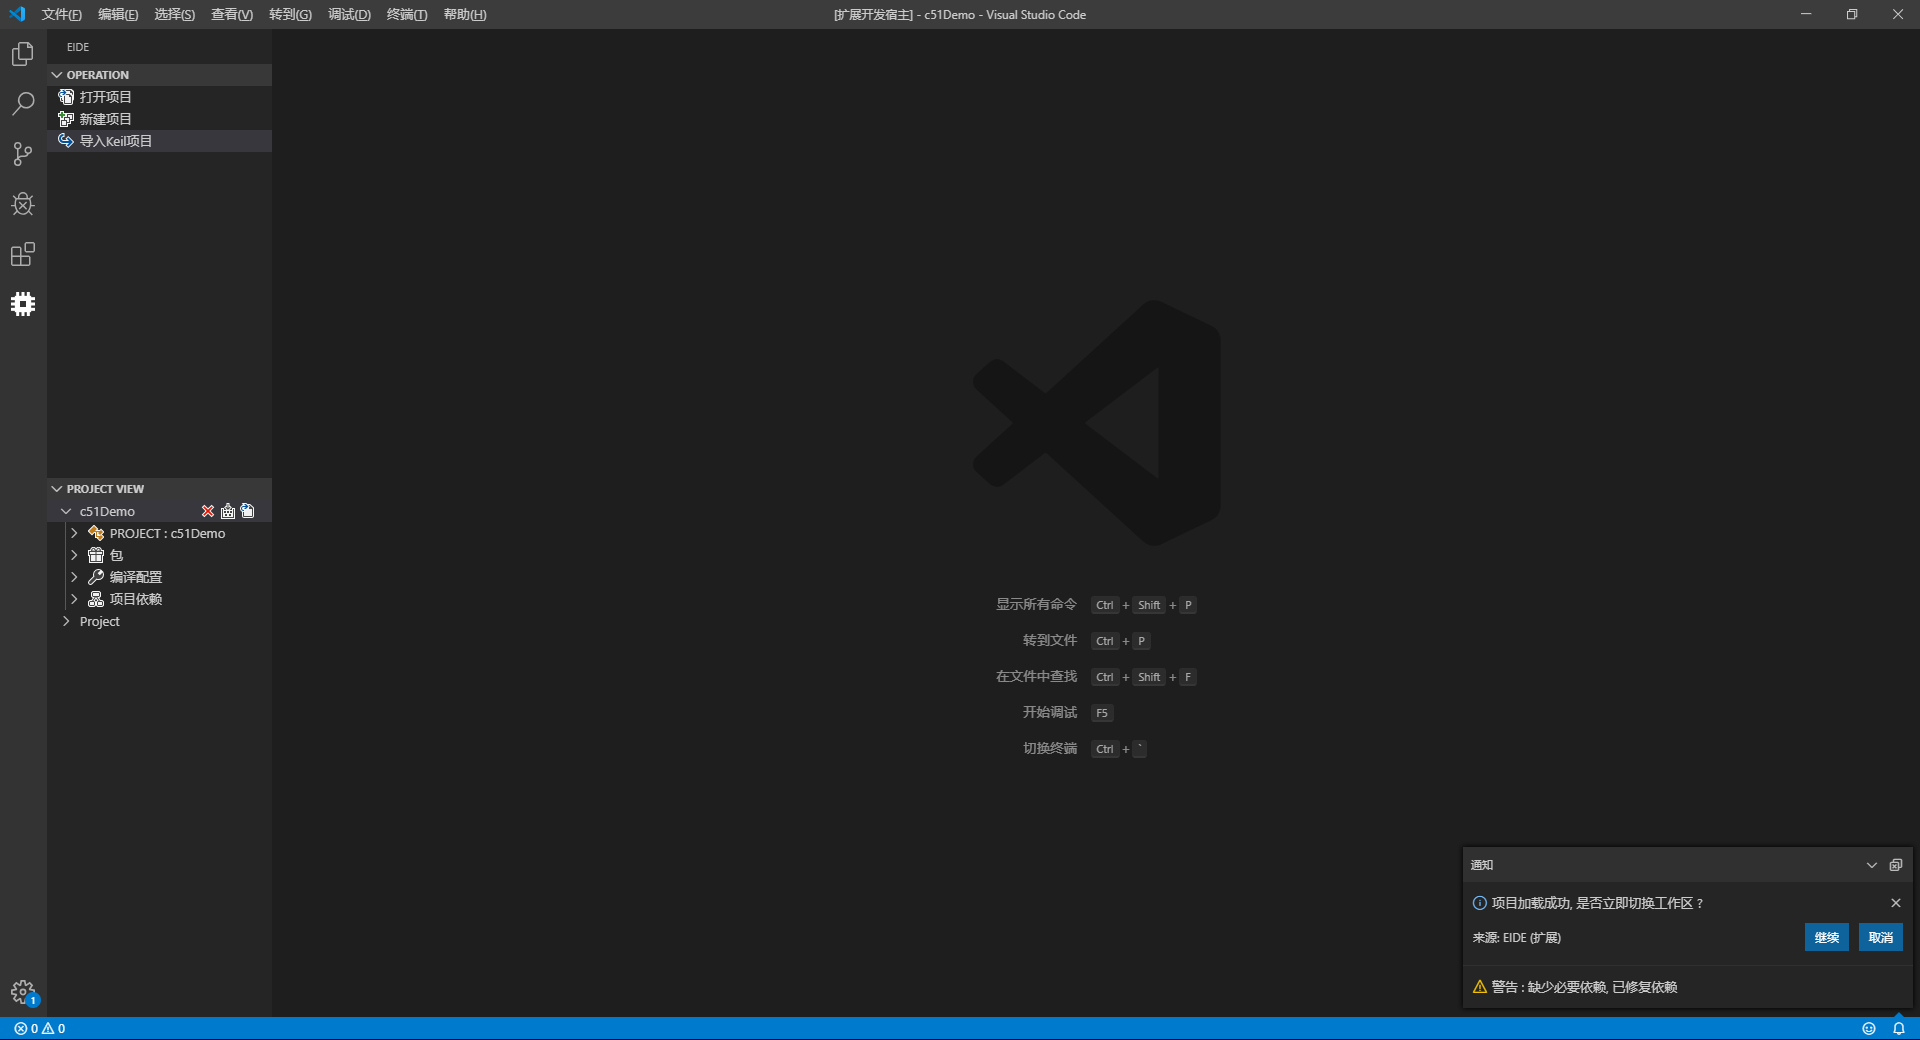 文件(F) 编辑(E) 选择(S) 查看(V) 转到(G) 调试(D) 终端(T) 帮助(H)
[扩展开发宿主] - c51Demo - Visual Studio Code
EIDE
OPERATION
打开项目
新建项目
导入Keil项目
PROJECT VIEW
c51Demo
PROJECT : c51Demo
包
编译配置
项目依赖
Project
显示所有命令 Ctrl + Shift + P
转到文件 Ctrl + P
在文件中查找 Ctrl + Shift + F
开始调试 F5
切换终端 Ctrl + `
通知
项目加载成功, 是否立即切换工作区 ?
来源: EIDE (扩展) 继续 取消
警告 : 缺少必要依赖, 已修复依赖
1
0 0